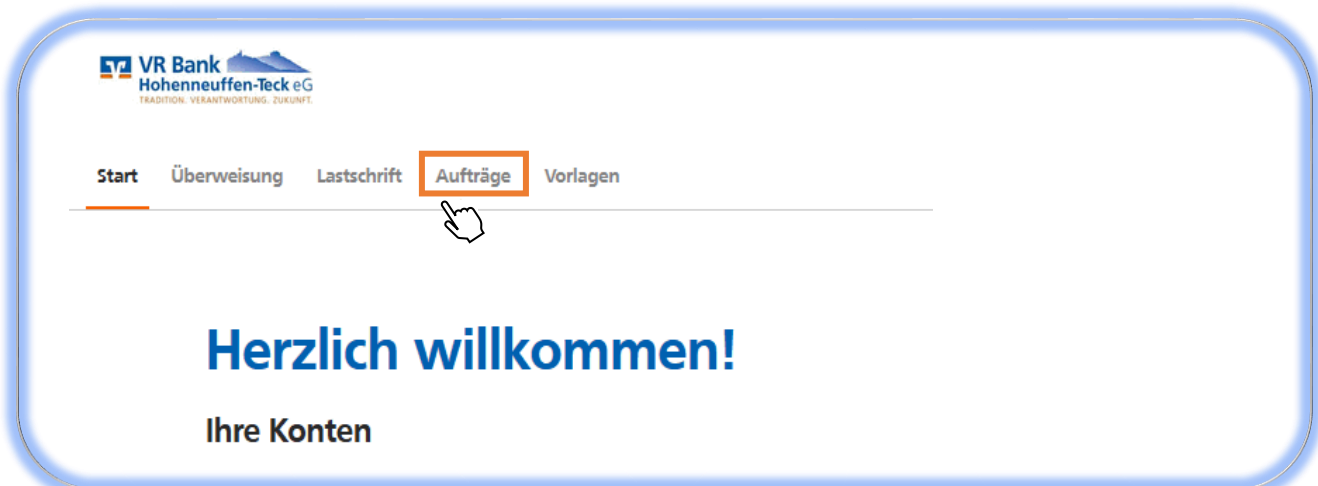 VR Bank
Hohenneuffen-Teck eG
TRADITION. VERANTWORTUNG. ZUKUNFT.
Start Überweisung Lastschrift Aufträge Vorlagen
Herzlich willkommen!
Ihre Konten